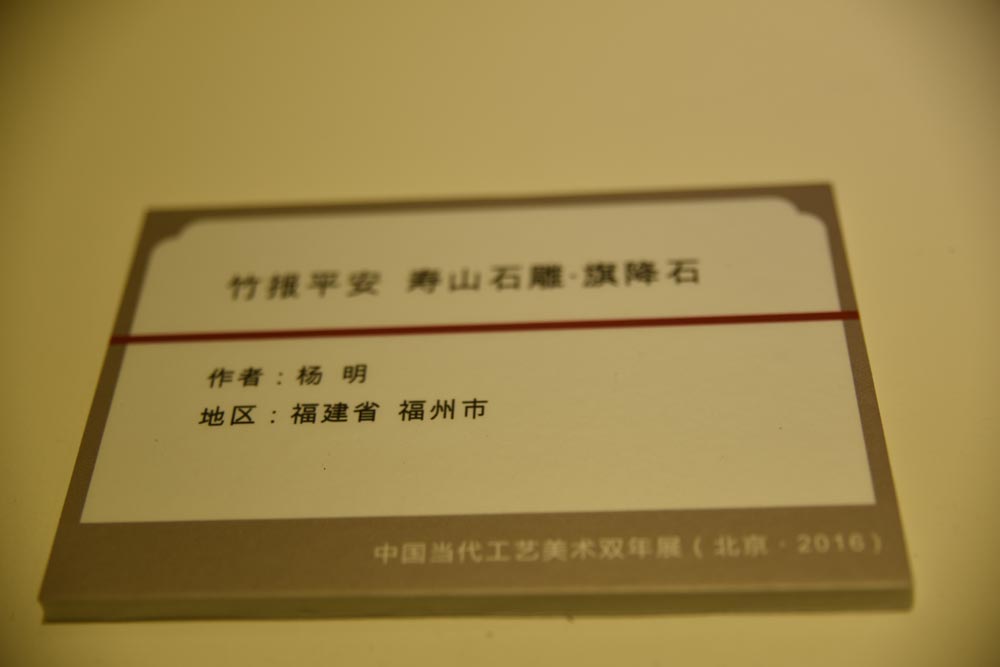 竹报平安 寿山石雕·旗降石
作者：杨 明
地区：福建省 福州市
中国当代工艺美术双年展（北京·2016）